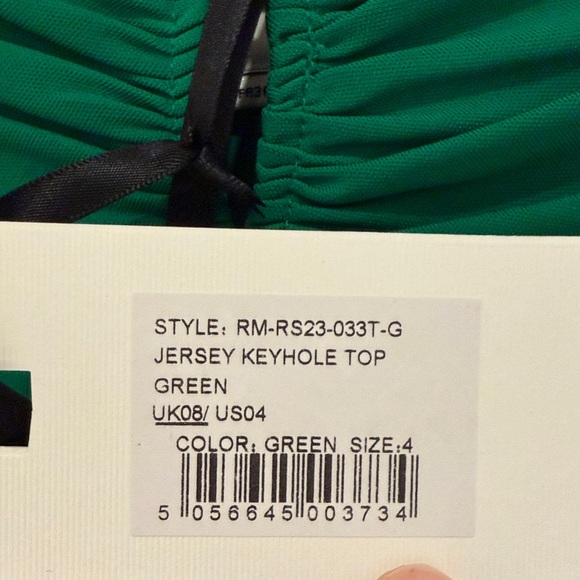 STYLE: RM-RS23-033T-G
JERSEY KEYHOLE TOP
GREEN
UK08/ US04
COLOR: GREEN SIZE:4
5 056645 003734